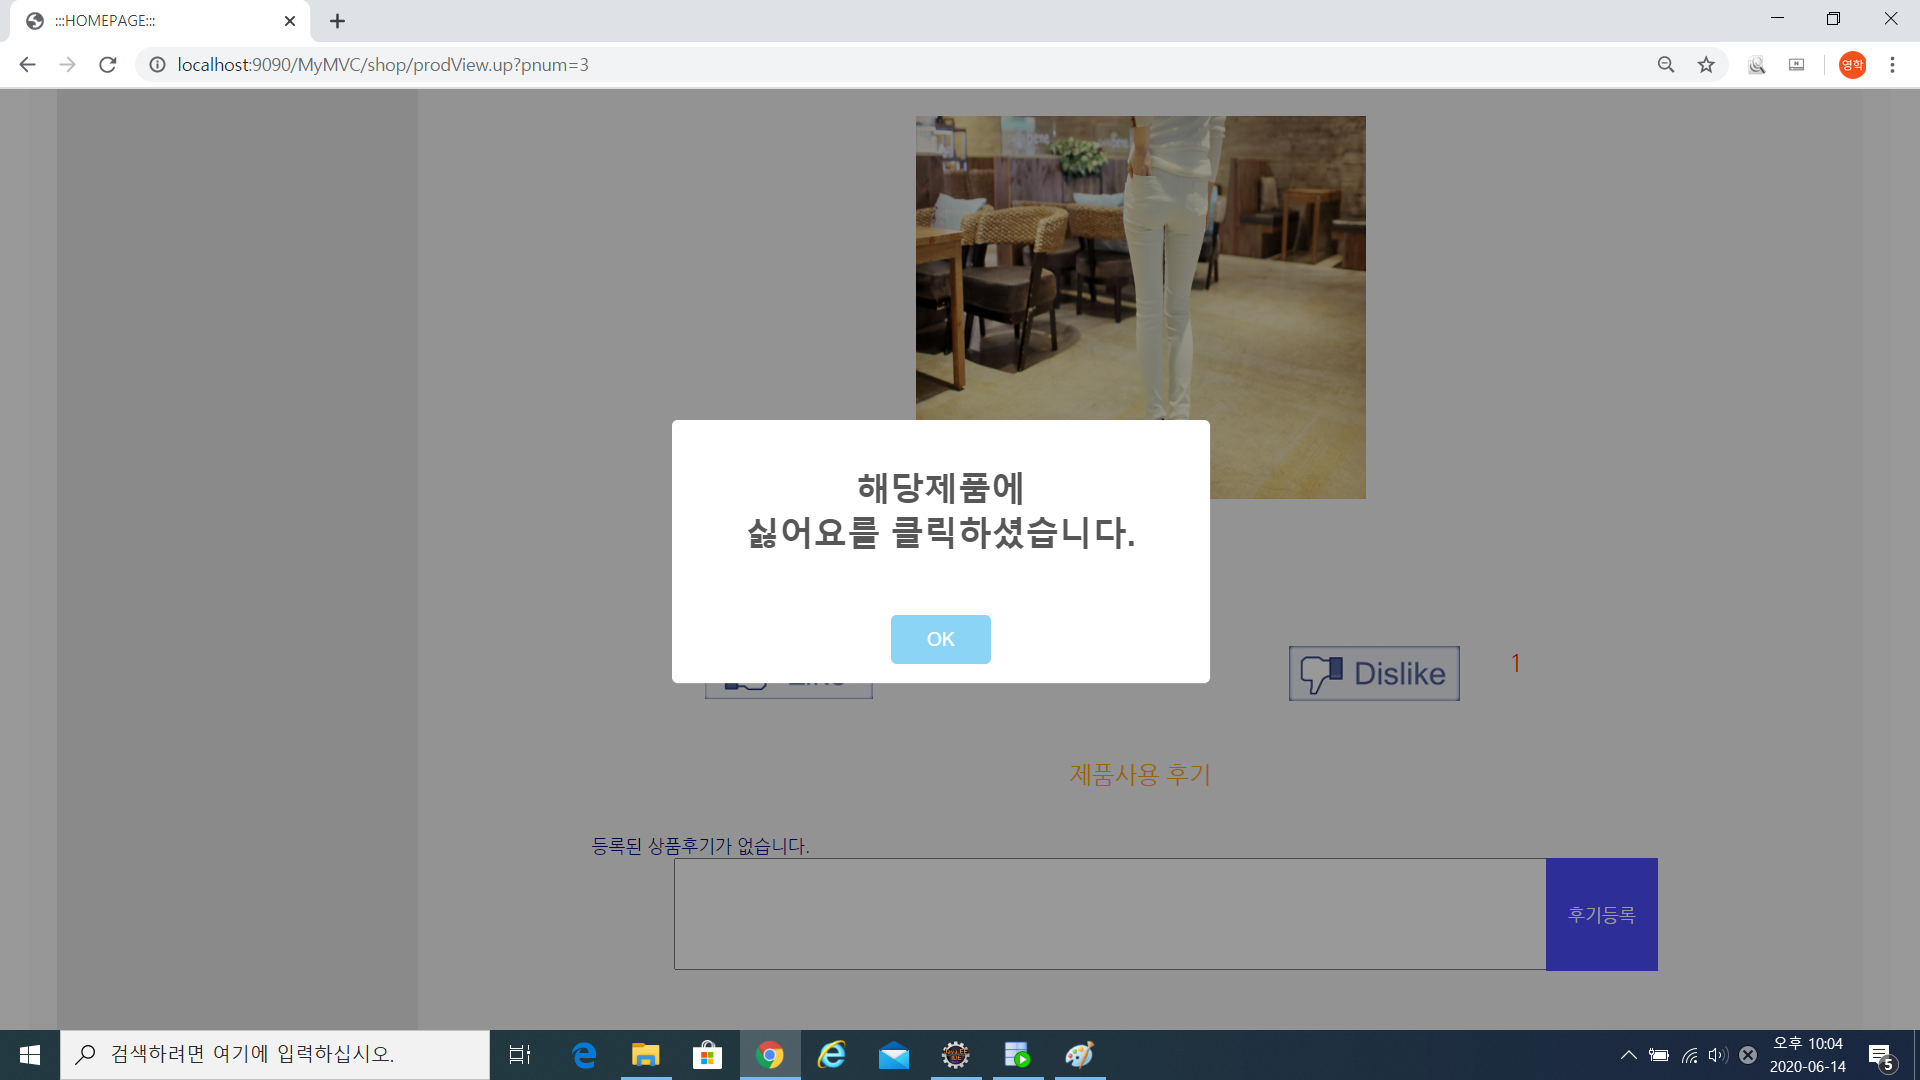 :::HOMEPAGE:::
localhost:9090/MyMVC/shop/prodView.up?pnum=3
영학
해당제품에
싫어요를 클릭하셨습니다.
OK
Dislike
1
제품사용 후기
등록된 상품후기가 없습니다.
후기등록
검색하려면 여기에 입력하십시오.
오후 10:04
2020-06-14
5